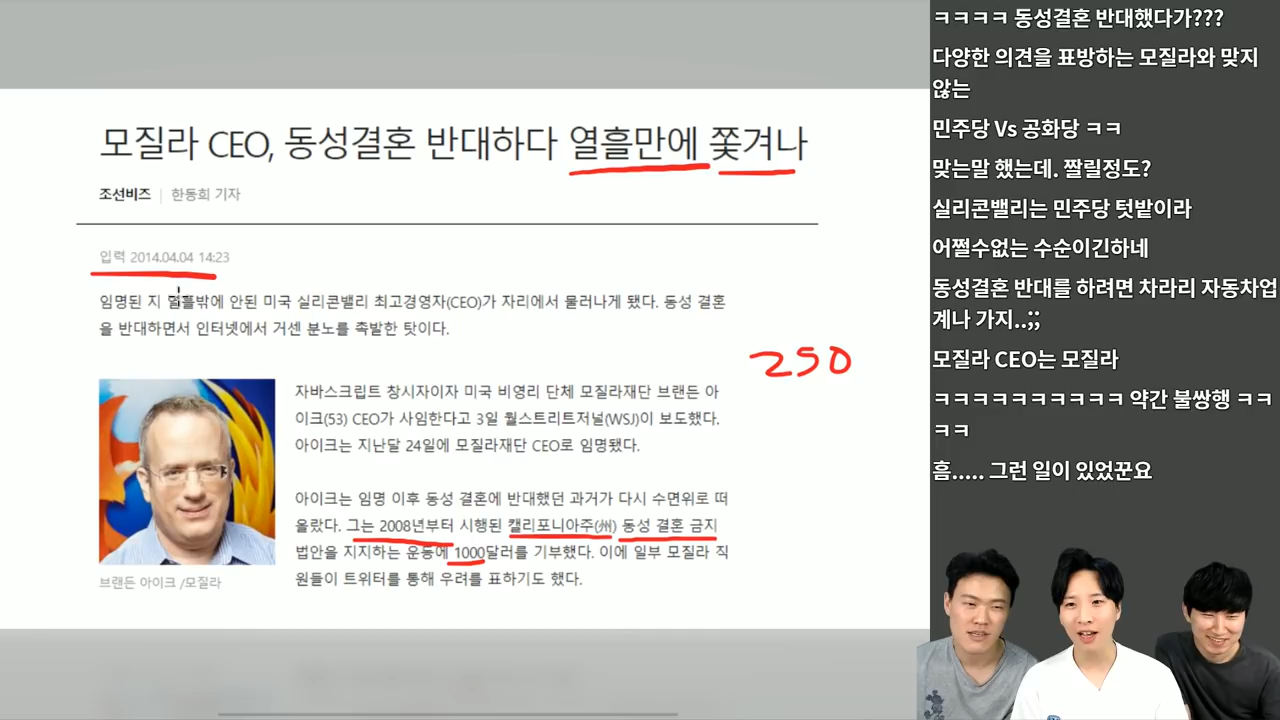 모질라 CEO, 동성결혼 반대하다 열흘만에 쫓겨나
조선비즈 | 한동희 기자
입력 2014.04.04 14:23
임명된 지 열흘밖에 안된 미국 실리콘밸리 최고경영자(CEO)가 자리에서 물러나게 됐다. 동성 결혼
을 반대하면서 인터넷에서 거센 분노를 촉발한 탓이다.
250
자바스크립트 창시자이자 미국 비영리 단체 모질라재단 브랜든 아
이크(53) CEO가 사임한다고 3일 월스트리트저널(WSJ)이 보도했다.
아이크는 지난달 24일에 모질라재단 CEO로 임명됐다.
아이크는 임명 이후 동성 결혼에 반대했던 과거가 다시 수면위로 떠
올랐다. 그는 2008년부터 시행된 캘리포니아주(州) 동성 결혼 금지
법안을 지지하는 운동에 1000달러를 기부했다. 이에 일부 모질라 직
원들이 트위터를 통해 우려를 표하기도 했다.
브랜든 아이크 /모질라
ㅋㅋㅋㅋ 동성결혼 반대했다가???
다양한 의견을 표방하는 모질라와 맞지
않는
민주당 Vs 공화당 ㅋㅋ
맞는말 했는데. 짤릴정도?
실리콘밸리는 민주당 텃밭이라
어쩔수없는 수순이긴하네
동성결혼 반대를 하려면 차라리 자동차업
계나 가지..;;
모질라 CEO는 모질라
ㅋㅋㅋㅋㅋㅋㅋㅋㅋㅋ 약간 불쌍행 ㅋㅋ
ㅋㅋ
흠..... 그런 일이 있었꾼요